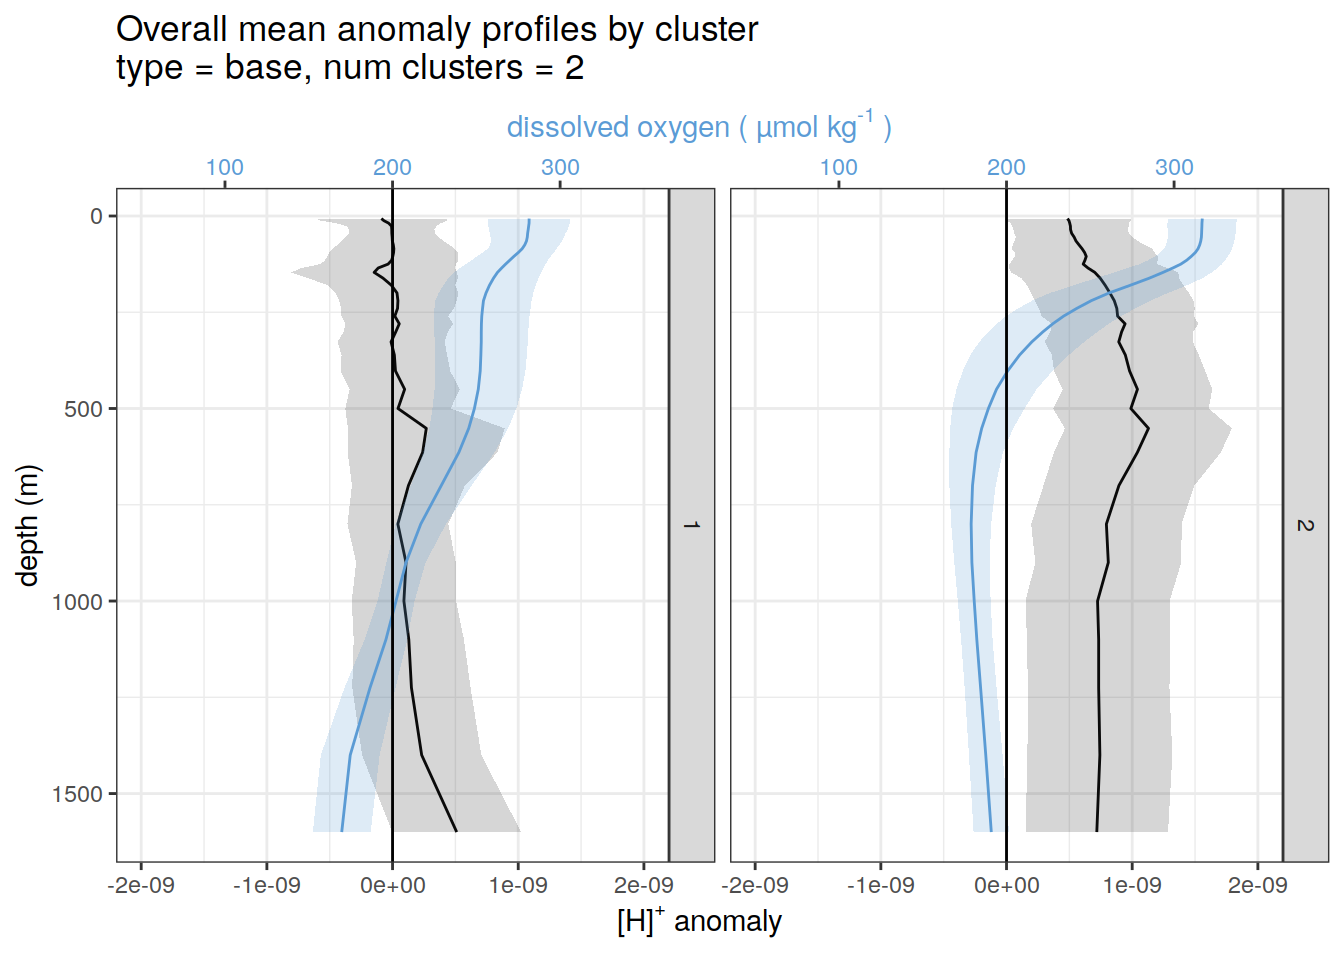 Overall mean anomaly profiles by cluster
type = base, num clusters = 2
dissolved oxygen ( µmol kg⁻¹ )
100 200 300 100 200 300
0
500
1000
1500
depth (m)
1
2
-2e-09 -1e-09 0e+00 1e-09 2e-09 -2e-09 -1e-09 0e+00 1e-09 2e-09
[H]⁺ anomaly